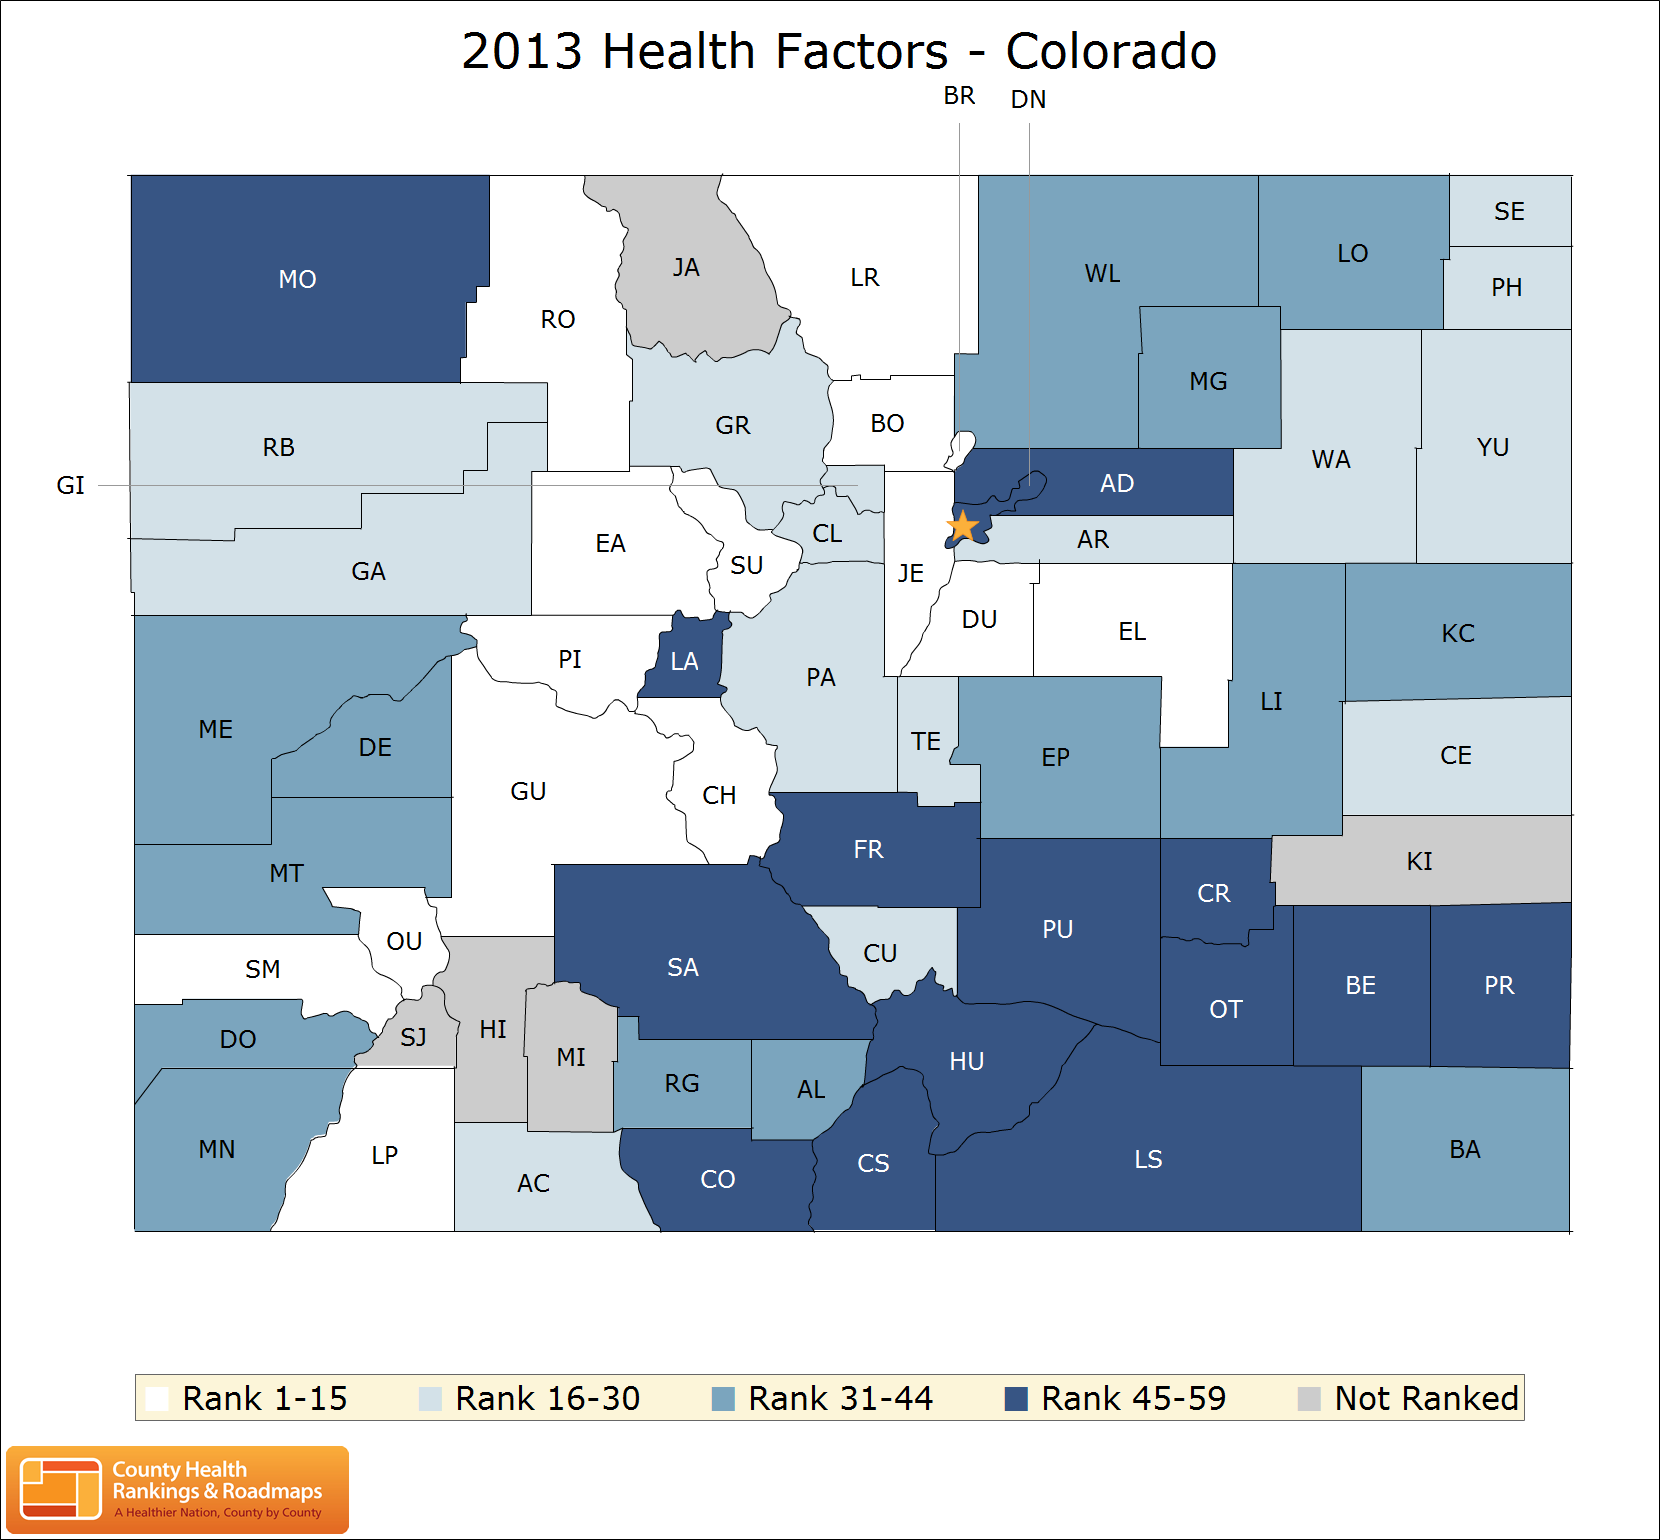 2013 Health Factors - Colorado
BR DN
SE
JA LR LO
MO WL
PH
RO
MG
BO
GR
RB WA YU
GI AD
CL AR
EA
GA SU JE
DU EL KC
PI LA
PA
LI
ME DE TE EP CE
GU CH
FR
MT KI
CR
OU PU
SM SA CU
BE PR
OT
DO SJ HI
MI HU
RG AL
MN LP LS BA
CS
AC CO
Rank 1-15 Rank 16-30 Rank 31-44 Rank 45-59 Not Ranked
County Health
Rankings & Roadmaps
A Healthier Nation, County by County